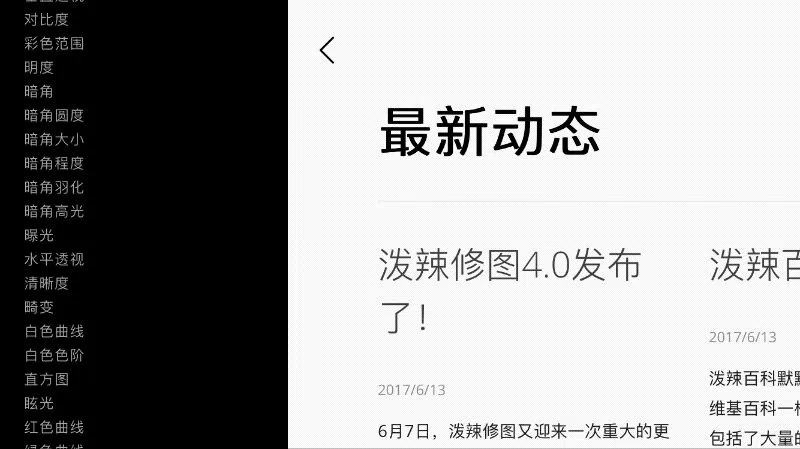 对比度
彩色范围
明度
暗角
暗角圆度
暗角大小
暗角程度
暗角羽化
暗角高光
曝光
水平透视
清晰度
畸变
白色曲线
白色色阶
直方图
眩光
红色曲线
最新动态
泼辣修图4.0发布
了！
2017/6/13
6月7日，泼辣修图又迎来一次重大的更
泼辣百
2017/6/13
泼辣百科默
维基百科一
包括了大量的